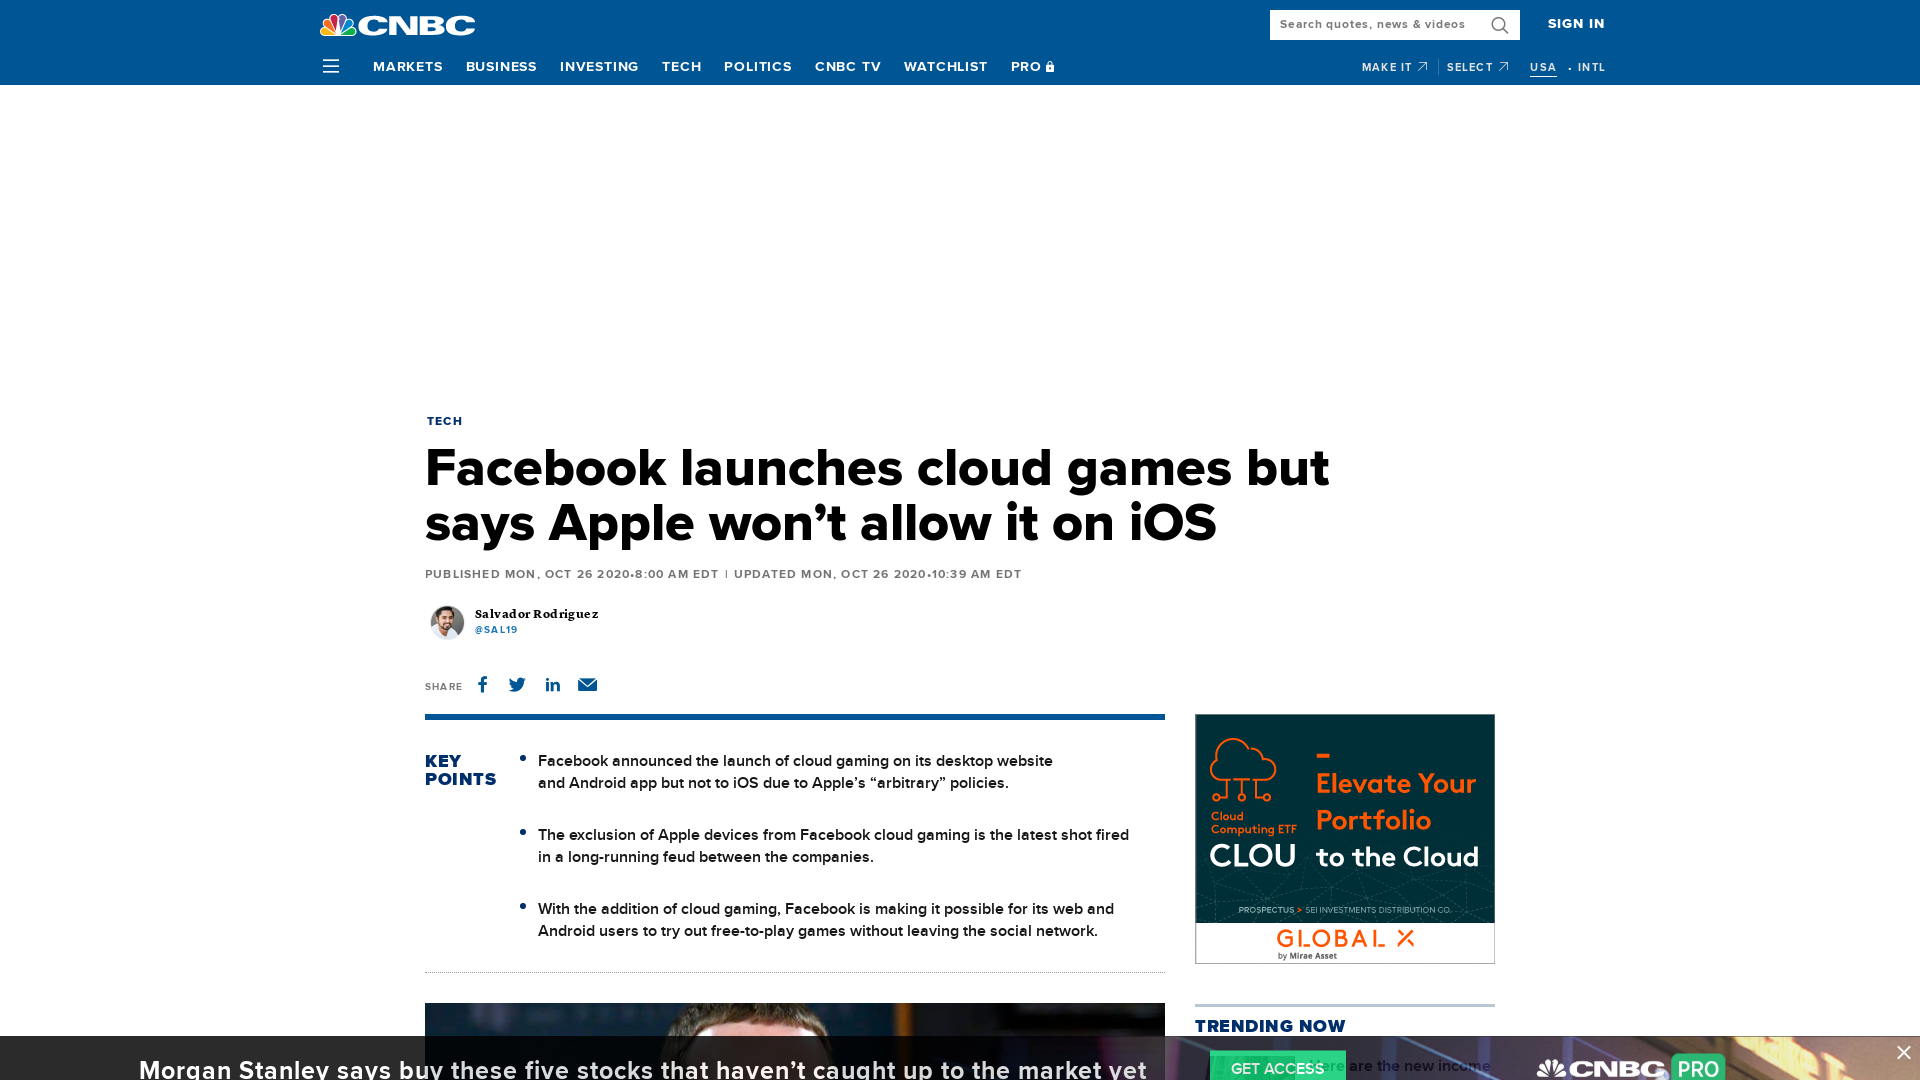 CNBC
Search quotes, news & videos
SIGN IN
MARKETS BUSINESS INVESTING TECH POLITICS CNBC TV WATCHLIST PRO
MAKE IT SELECT USA • INTL
TECH
Facebook launches cloud games but
says Apple won’t allow it on iOS
PUBLISHED MON, OCT 26 2020•8:00 AM EDT | UPDATED MON, OCT 26 2020•10:39 AM EDT
Salvador Rodriguez
@SAL19
SHARE
KEY
POINTS
Facebook announced the launch of cloud gaming on its desktop website
and Android app but not to iOS due to Apple’s “arbitrary” policies.
The exclusion of Apple devices from Facebook cloud gaming is the latest shot fired
in a long-running feud between the companies.
With the addition of cloud gaming, Facebook is making it possible for its web and
Android users to try out free-to-play games without leaving the social network.
Cloud
Computing ETF
CLOU
Elevate Your
Portfolio
to the Cloud
PROSPECTUS > SEI INVESTMENTS DISTRIBUTION CO.
GLOBAL X
by Mirae Asset
TRENDING NOW
are the new income
Morgan Stanley says buy these five stocks that haven’t caught up to the market yet
GET ACCESS
CNBC PRO